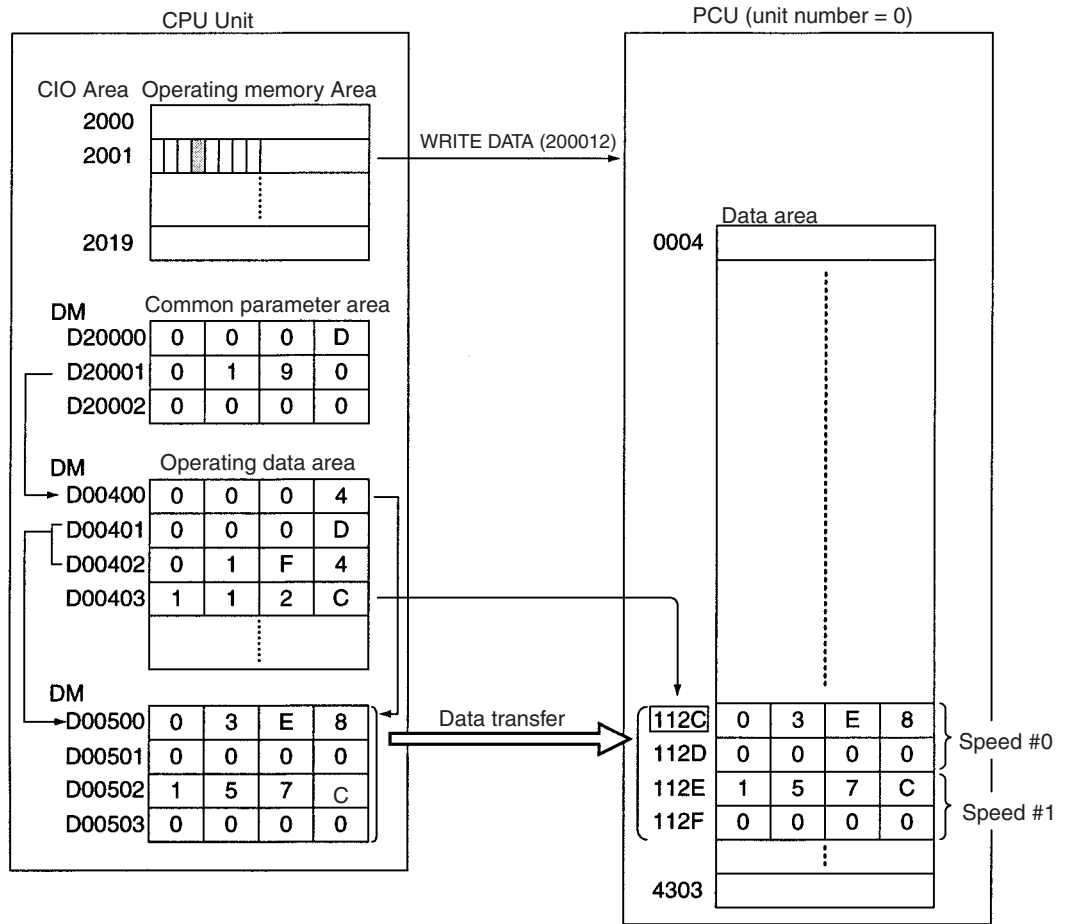 CPU Unit
PCU (unit number = 0)
CIO Area Operating memory Area
2000
2001
WRITE DATA (200012)
2019
Data area
0004
DM Common parameter area
D20000 0 0 0 D
D20001 0 1 9 0
D20002 0 0 0 0
DM Operating data area
D00400 0 0 0 4
D00401 0 0 0 D
D00402 0 1 F 4
D00403 1 1 2 C
DM
D00500 0 3 E 8
D00501 0 0 0 0
D00502 1 5 7 C
D00503 0 0 0 0
Data transfer
112C 0 3 E 8
112D 0 0 0 0
Speed #0
112E 1 5 7 C
112F 0 0 0 0
Speed #1
4303